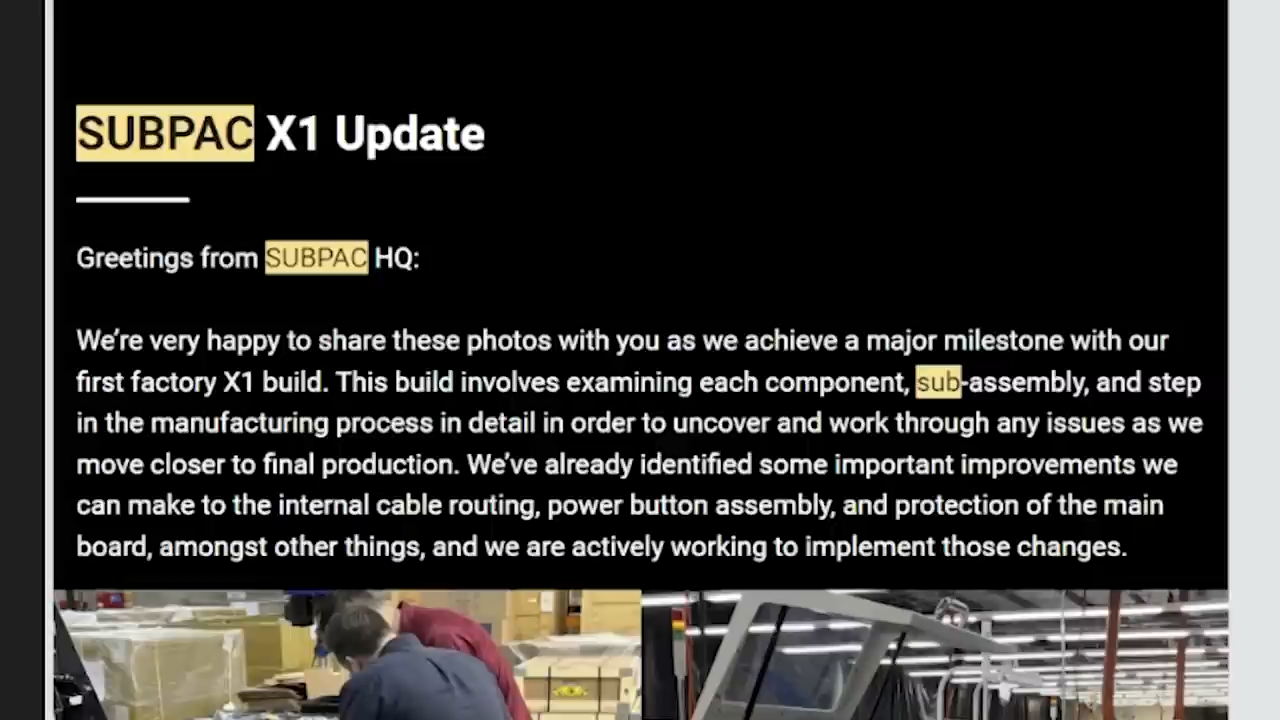 SUBPAC X1 Update
Greetings from SUBPAC HQ:
We’re very happy to share these photos with you as we achieve a major milestone with our
first factory X1 build. This build involves examining each component, sub-assembly, and step
in the manufacturing process in detail in order to uncover and work through any issues as we
move closer to final production. We’ve already identified some important improvements we
can make to the internal cable routing, power button assembly, and protection of the main
board, amongst other things, and we are actively working to implement those changes.